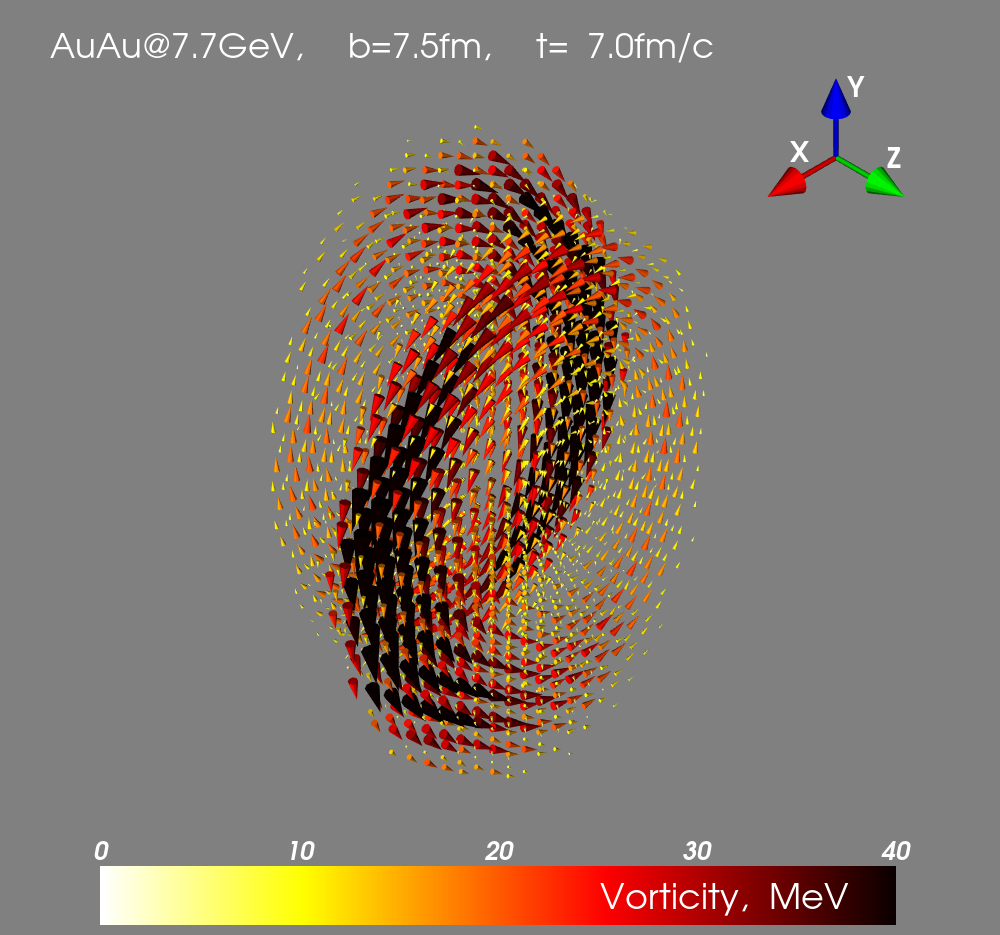 AuAu@7.7GeV, b=7.5fm, t= 7.0fm/c
Y
X
Z
0 10 20 30 40
Vorticity, MeV